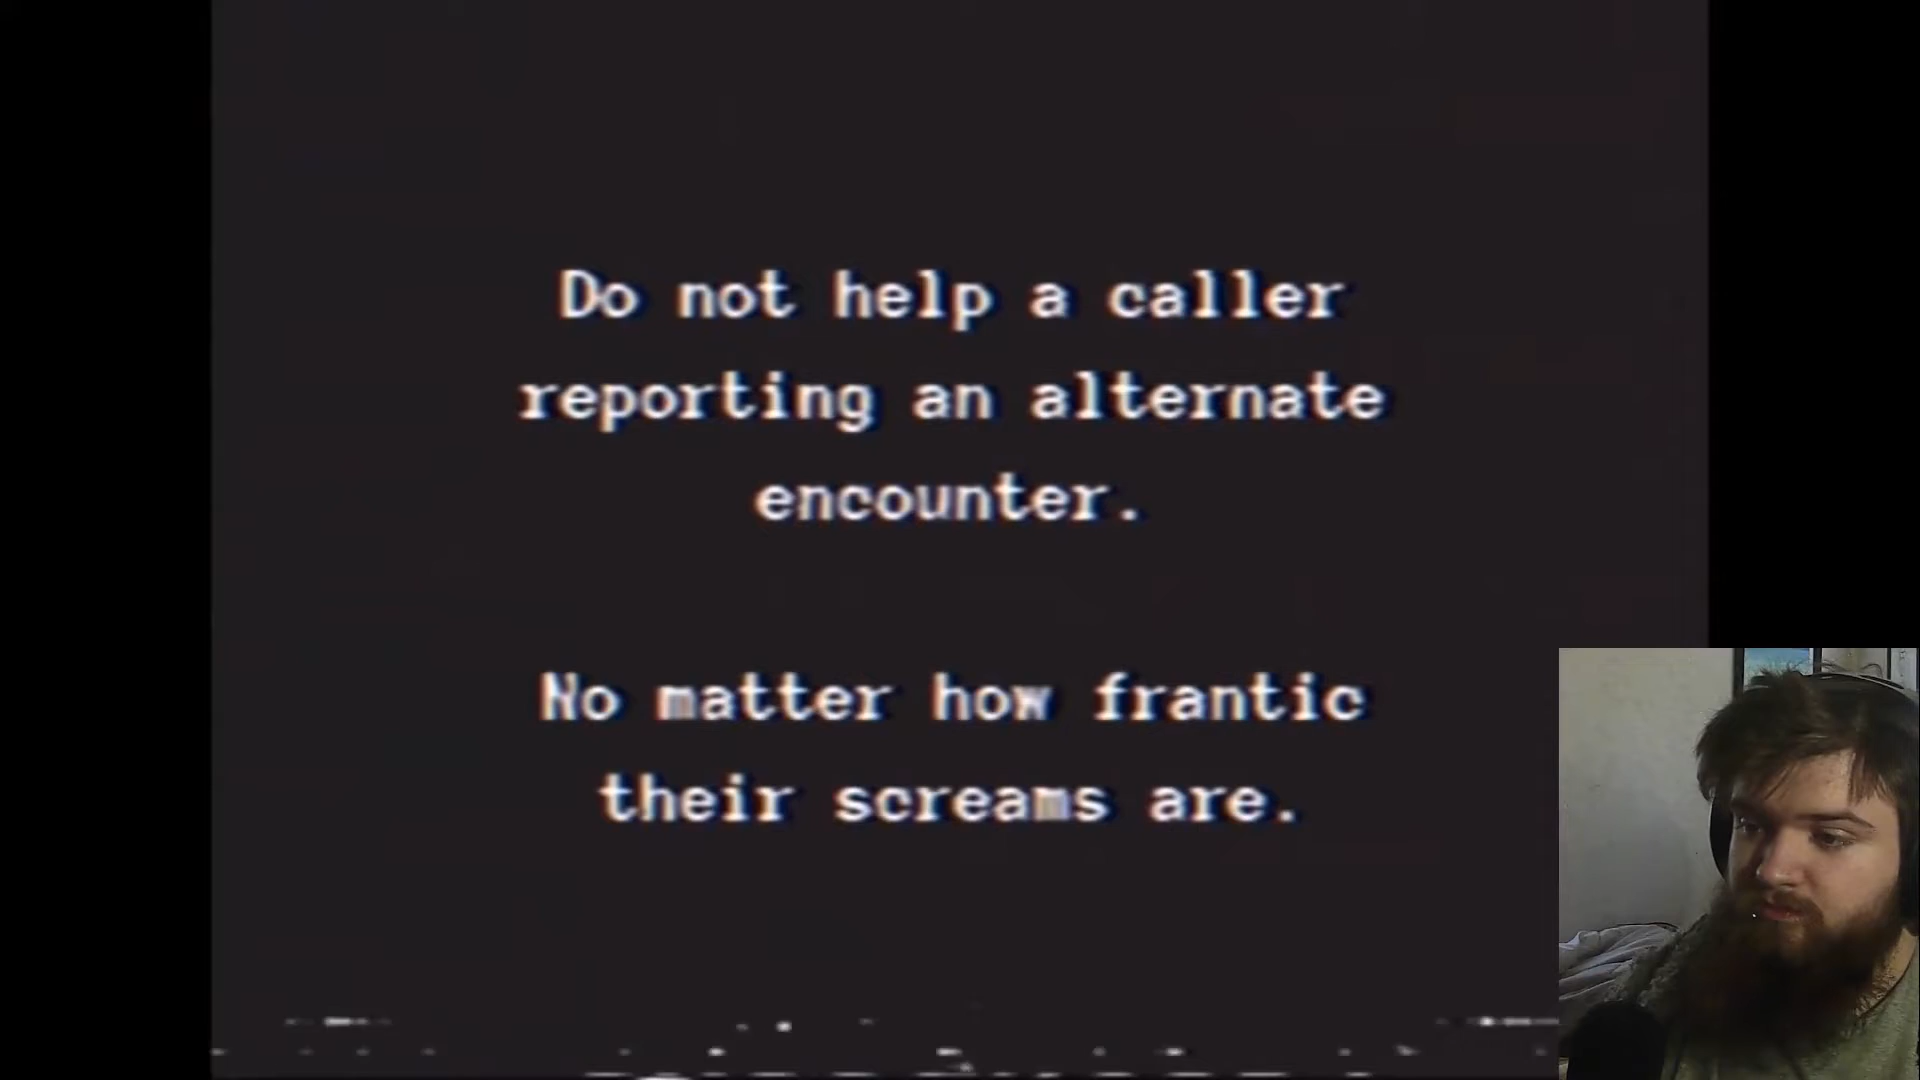 Do not help a caller
reporting an alternate
encounter.
No matter how frantic
their screams are.